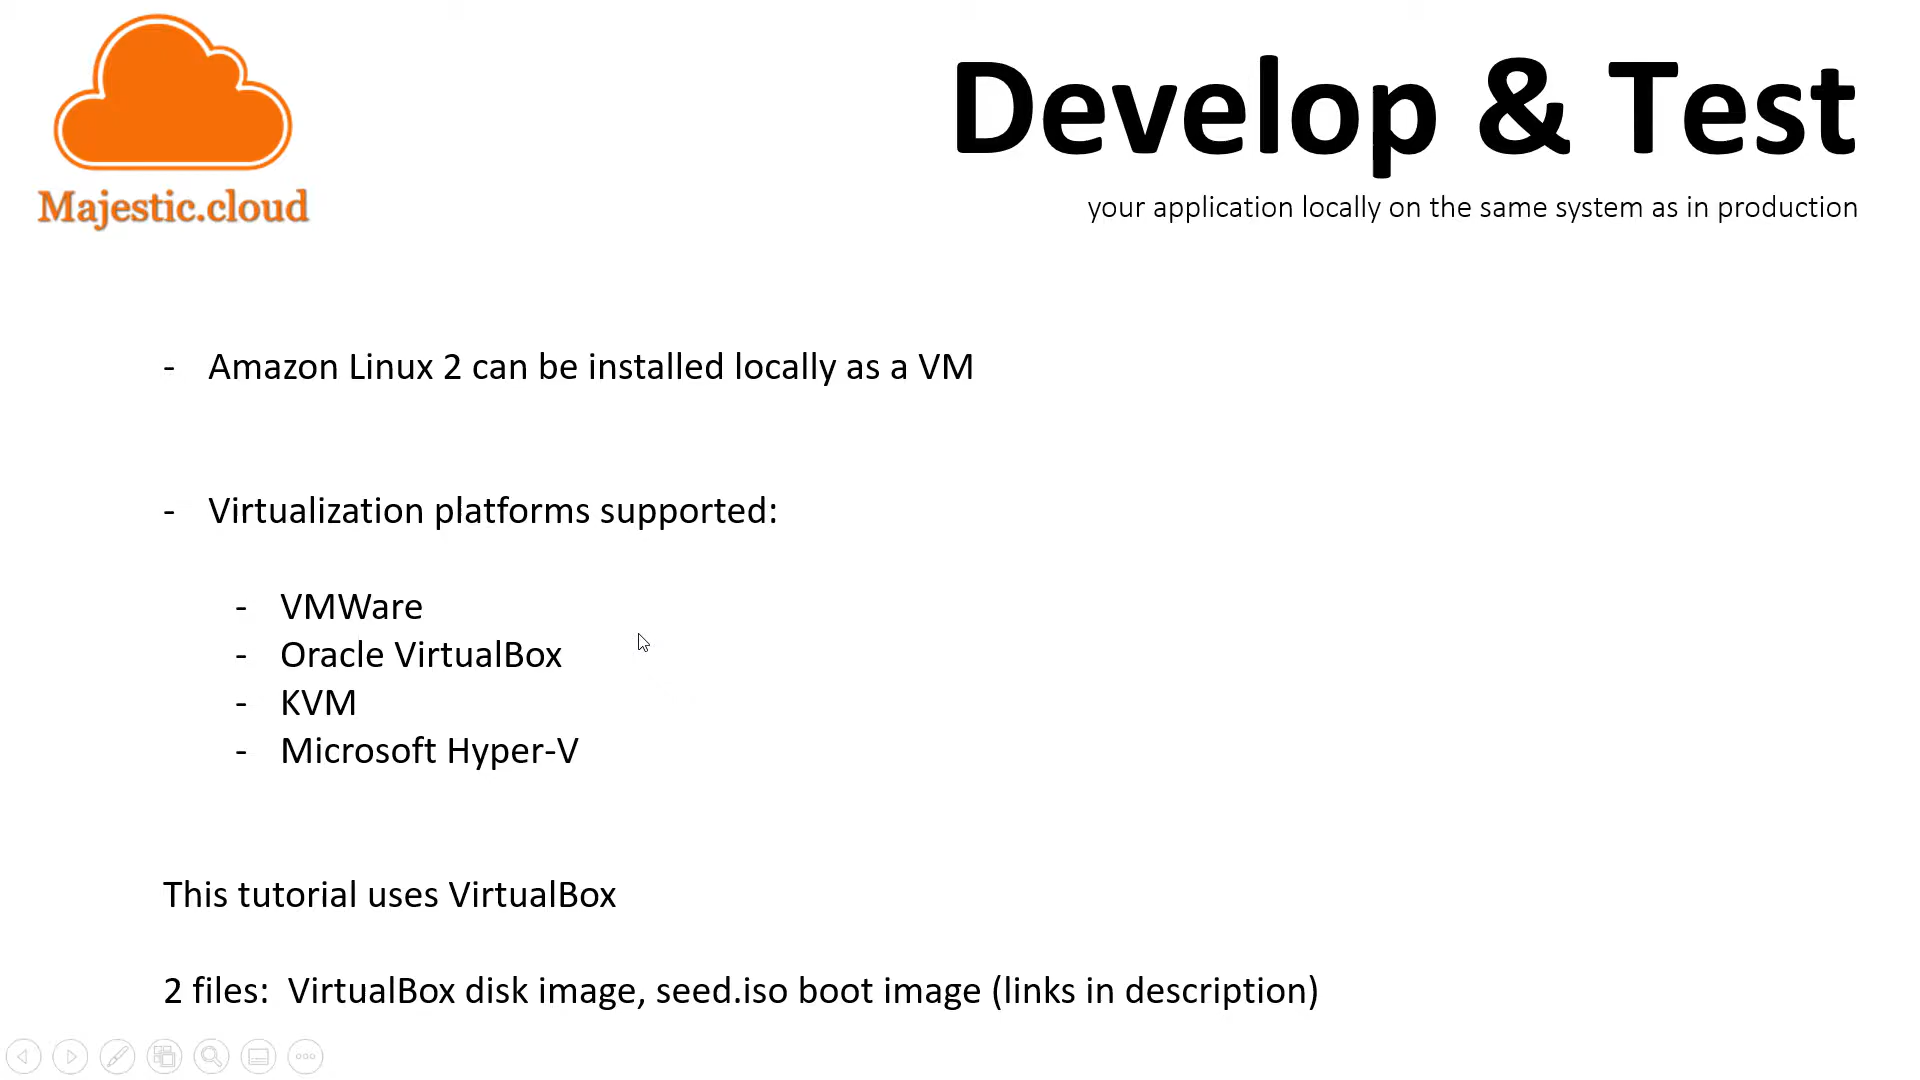 Majestic.cloud
Develop & Test
your application locally on the same system as in production
- Amazon Linux 2 can be installed locally as a VM
- Virtualization platforms supported:
- VMWare
- Oracle VirtualBox
- KVM
- Microsoft Hyper-V
This tutorial uses VirtualBox
2 files:  VirtualBox disk image, seed.iso boot image (links in description)